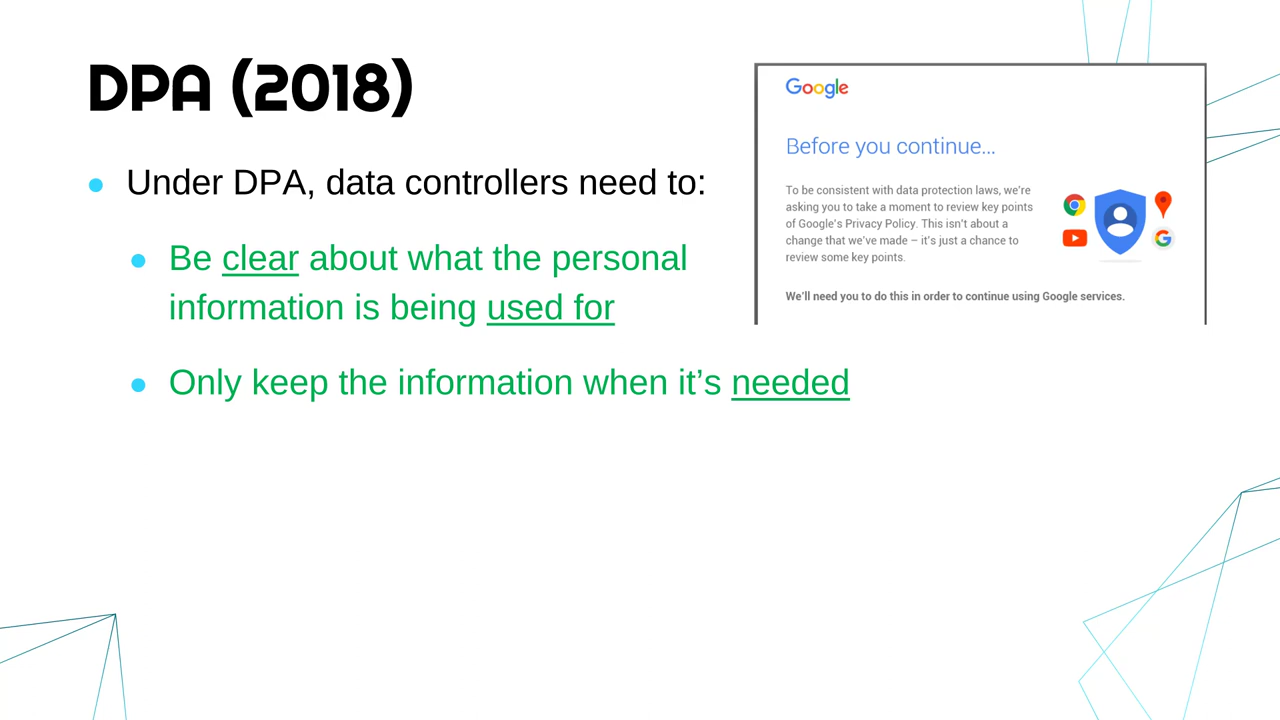 DPA (2018)
Under DPA, data controllers need to:
Be clear about what the personal
information is being used for
Only keep the information when it’s needed
Google
Before you continue...
To be consistent with data protection laws, we’re
asking you to take a moment to review key points
of Google’s Privacy Policy. This isn’t about a
change that we’ve made – it’s just a chance to
review some key points.
We’ll need you to do this in order to continue using Google services.